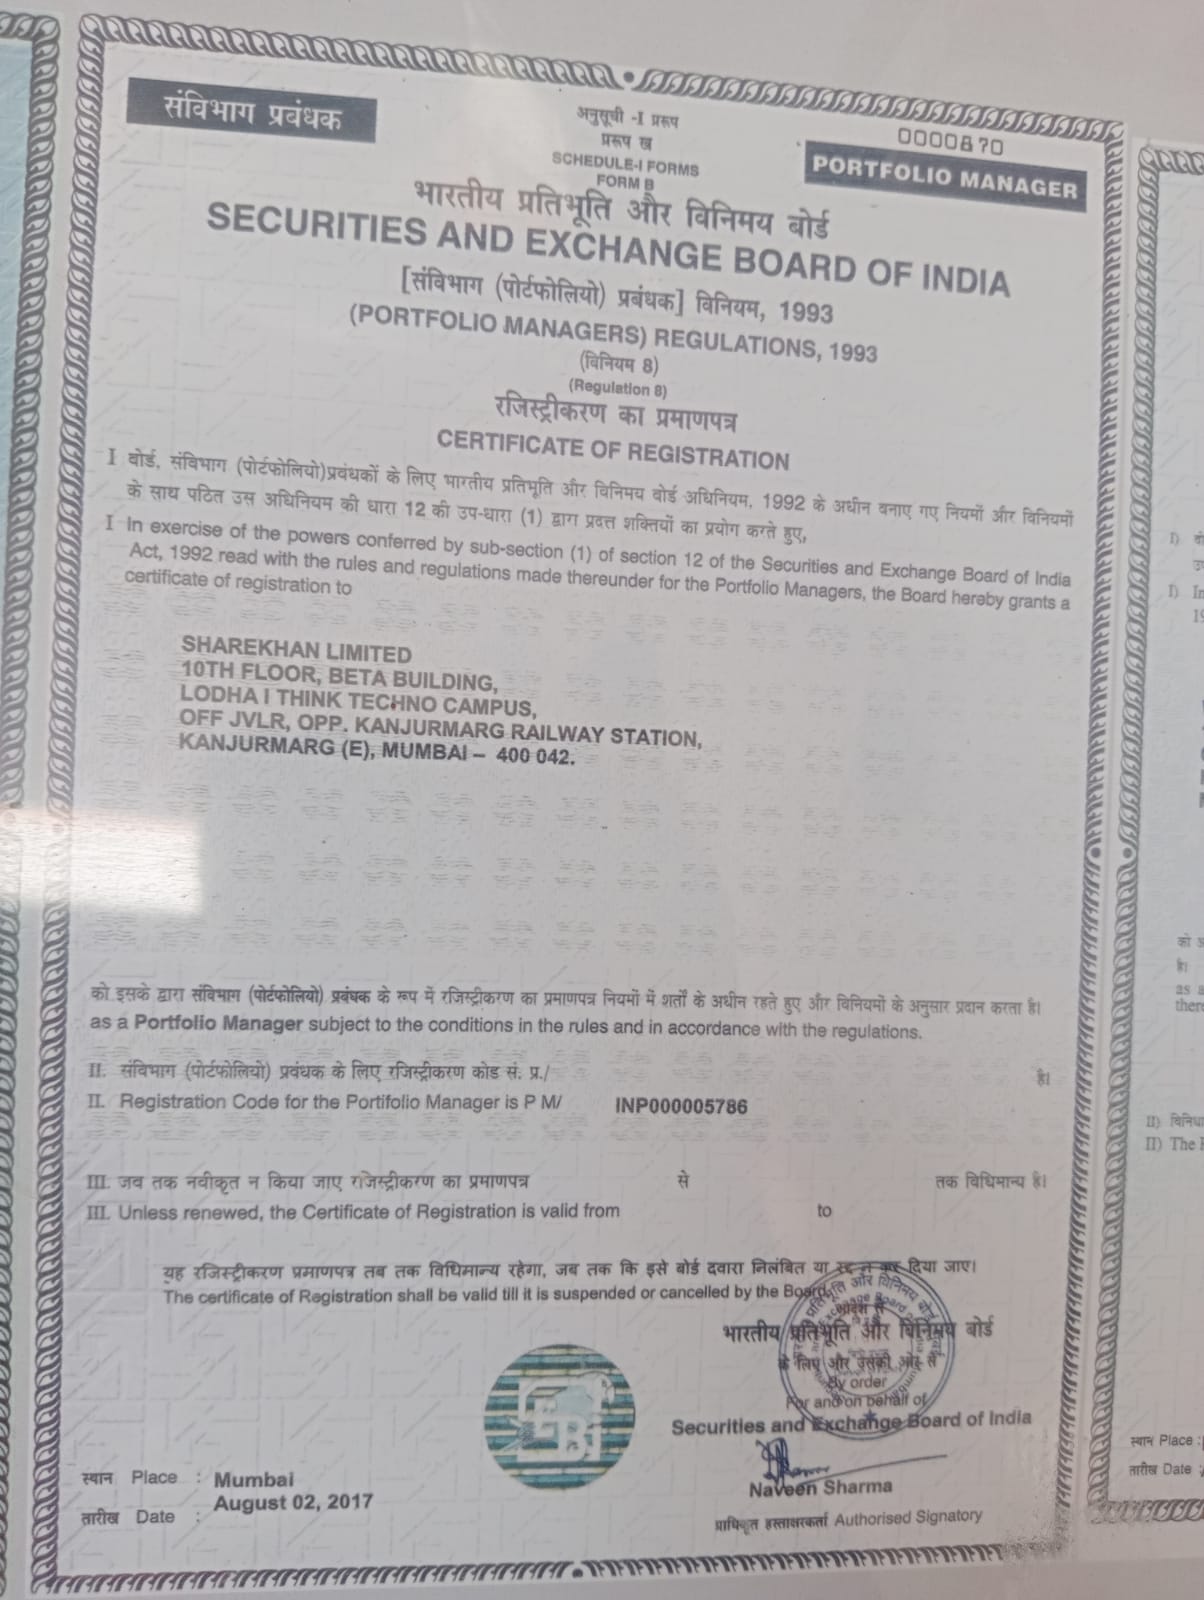 संविभाग प्रबंधक
अनुसूची -I प्ररूप
प्ररूप ख
SCHEDULE-I FORMS
FORM B
0000870
PORTFOLIO MANAGER
भारतीय प्रतिभूति और विनिमय बोर्ड
SECURITIES AND EXCHANGE BOARD OF INDIA
[संविभाग (पोर्टफोलियो) प्रबंधक] विनियम, 1993
(PORTFOLIO MANAGERS) REGULATIONS, 1993
(विनियम 8)
(Regulation 8)
रजिस्ट्रीकरण का प्रमाणपत्र
CERTIFICATE OF REGISTRATION
I बोर्ड, संविभाग (पोर्टफोलियो)प्रबंधकों के लिए भारतीय प्रतिभूति और विनिमय बोर्ड अधिनियम, 1992 के अधीन बनाए गए नियमों और विनियमों
के साथ पठित उस अधिनियम की धारा 12 की उप-धारा (1) द्वारा प्रदत्त शक्तियों का प्रयोग करते हुए,
I In exercise of the powers conferred by sub-section (1) of section 12 of the Securities and Exchange Board of India
Act, 1992 read with the rules and regulations made thereunder for the Portfolio Managers, the Board hereby grants a
certificate of registration to
SHAREKHAN LIMITED
10TH FLOOR, BETA BUILDING,
LODHA I THINK TECHNO CAMPUS,
OFF JVLR, OPP. KANJURMARG RAILWAY STATION,
KANJURMARG (E), MUMBAI – 400 042.
को इसके द्वारा संविभाग (पोर्टफोलियो) प्रबंधक के रूप में रजिस्ट्रीकरण का प्रमाणपत्र नियमों में शर्तों के अधीन रहते हुए और विनियमों के अनुसार प्रदान करता है।
as a Portfolio Manager subject to the conditions in the rules and in accordance with the regulations.
II. संविभाग (पोर्टफोलियो) प्रबंधक के लिए रजिस्ट्रीकरण कोड सं. प्र./ है।
II. Registration Code for the Portifolio Manager is P M/ INP000005786
III. जब तक नवीकृत न किया जाए रजिस्ट्रीकरण का प्रमाणपत्र से तक विधिमान्य है।
III. Unless renewed, the Certificate of Registration is valid from to
यह रजिस्ट्रीकरण प्रमाणपत्र तब तक विधिमान्य रहेगा, जब तक कि इसे बोर्ड दवारा निलंबित या रद्द न कर दिया जाए।
The certificate of Registration shall be valid till it is suspended or cancelled by the Board.
आदेश से
भारतीय प्रतिभूति और विनिमय बोर्ड
के लिए और उसकी ओर से
By order
For and on behalf of
Securities and Exchange Board of India
SEBI
Naveen Sharma
प्राधिकृत हस्ताक्षरकर्ता Authorised Signatory
स्थान Place : Mumbai
तारीख Date : August 02, 2017
I)
I) In
19
को
है।
as a
there
II) विनिधा
II) The
स्थान Place :
तारीख Date